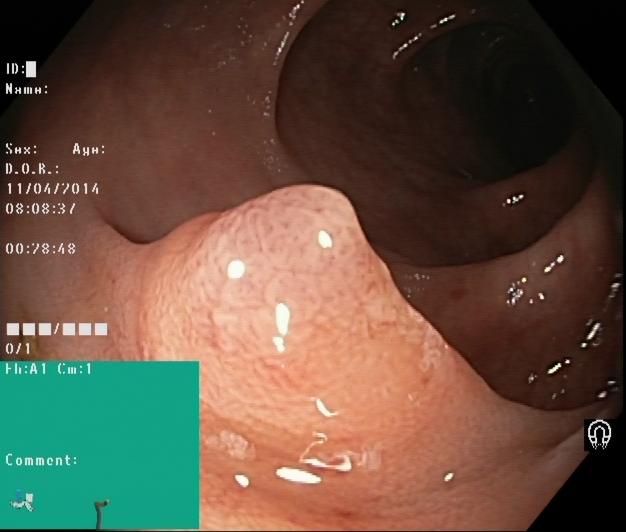 ID:
Name:
Sex: Age:
D.O.R.:
11/04/2014
08:08:37
00:28:48
■■■/■■■
0/1
Eh:A1 Cm:1
Comment: